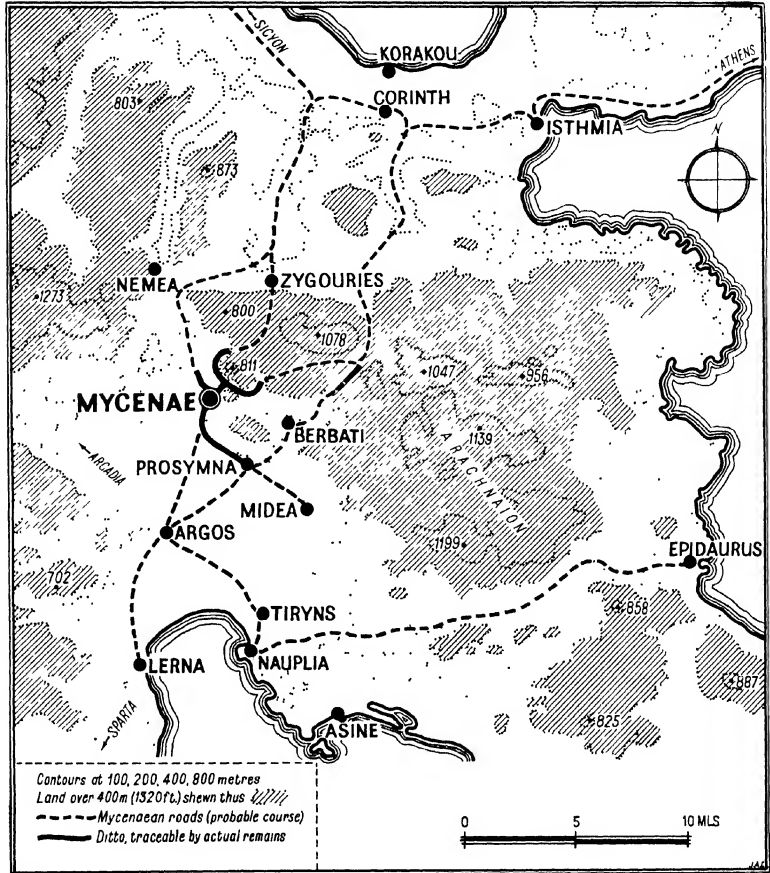 SICYON
KORAKOU
ATHENS
CORINTH
803
ISTHMIA
873
N
NEMEA
ZYGOURIES
1273
800
1078
811
1047
956
MYCENAE
BERBATI
1139
ARACHNAION
ARCADIA
PROSYMNA
MIDEA
ARGOS
1199
EPIDAURUS
702
TIRYNS
858
LERNA
NAUPLIA
887
SPARTA
ASINE
825
Contours at 100, 200, 400, 800 metres
Land over 400m (1320ft.) shewn thus
Mycenaean roads (probable course)
Ditto, traceable by actual remains
0 5 10 MLS